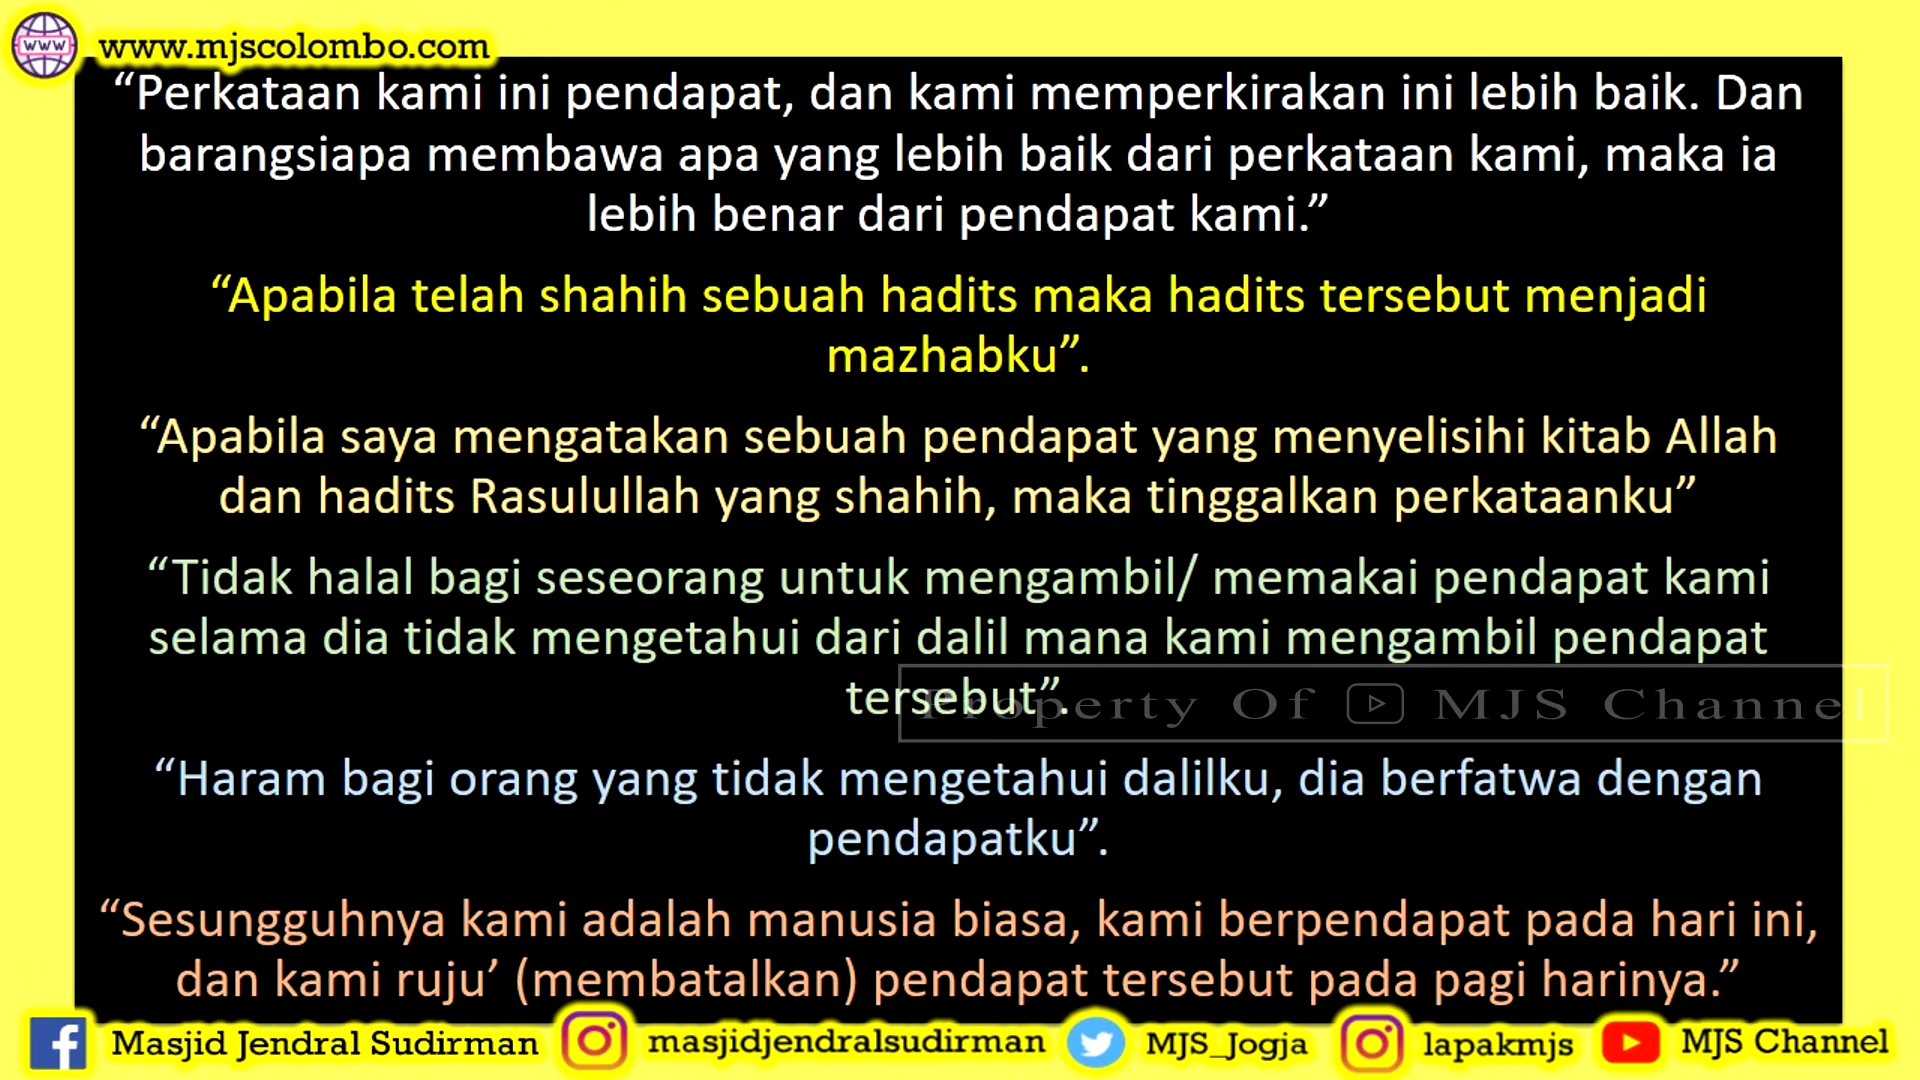 www.mjscolombo.com
“Perkataan kami ini pendapat, dan kami memperkirakan ini lebih baik. Dan
barangsiapa membawa apa yang lebih baik dari perkataan kami, maka ia
lebih benar dari pendapat kami.”
“Apabila telah shahih sebuah hadits maka hadits tersebut menjadi
mazhabku”.
“Apabila saya mengatakan sebuah pendapat yang menyelisihi kitab Allah
dan hadits Rasulullah yang shahih, maka tinggalkan perkataanku”
“Tidak halal bagi seseorang untuk mengambil/ memakai pendapat kami
selama dia tidak mengetahui dari dalil mana kami mengambil pendapat
tersebut”.
Property Of MJS Channel
“Haram bagi orang yang tidak mengetahui dalilku, dia berfatwa dengan
pendapatku”.
“Sesungguhnya kami adalah manusia biasa, kami berpendapat pada hari ini,
dan kami ruju’ (membatalkan) pendapat tersebut pada pagi harinya.”
Masjid Jendral Sudirman masjidjendralsudirman MJS_Jogja lapakmjs MJS Channel